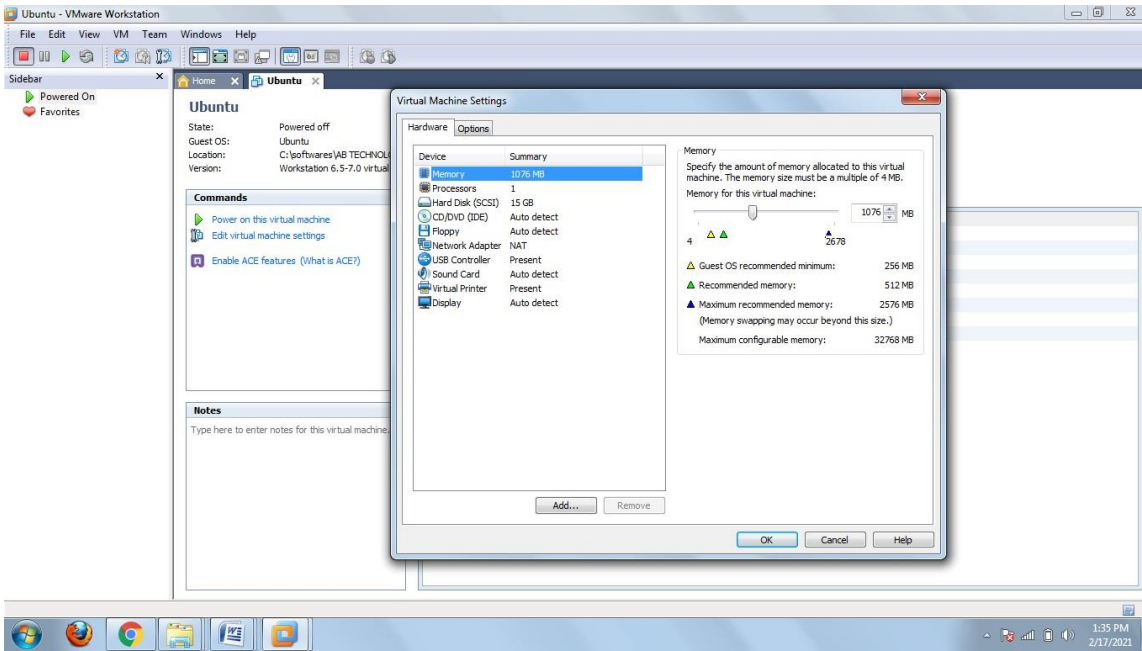 Ubuntu - VMware Workstation
File Edit View VM Team Windows Help
Sidebar
Powered On
Favorites
Home
Ubuntu
Ubuntu
State: Powered off
Guest OS: Ubuntu
Location: C:\softwares\AB TECHNOL
Version: Workstation 6.5-7.0 virtual
Commands
Power on this virtual machine
Edit virtual machine settings
Enable ACE features (What is ACE?)
Notes
Type here to enter notes for this virtual machine.
Virtual Machine Settings
Hardware Options
Device Summary
Memory 1076 MB
Processors 1
Hard Disk (SCSI) 15 GB
CD/DVD (IDE) Auto detect
Floppy Auto detect
Network Adapter NAT
USB Controller Present
Sound Card Auto detect
Virtual Printer Present
Display Auto detect
Add... Remove
Memory
Specify the amount of memory allocated to this virtual
machine. The memory size must be a multiple of 4 MB.
Memory for this virtual machine:
1076 MB
4 2678
Guest OS recommended minimum: 256 MB
Recommended memory: 512 MB
Maximum recommended memory: 2576 MB
(Memory swapping may occur beyond this size.)
Maximum configurable memory: 32768 MB
OK Cancel Help
1:35 PM
2/17/2021